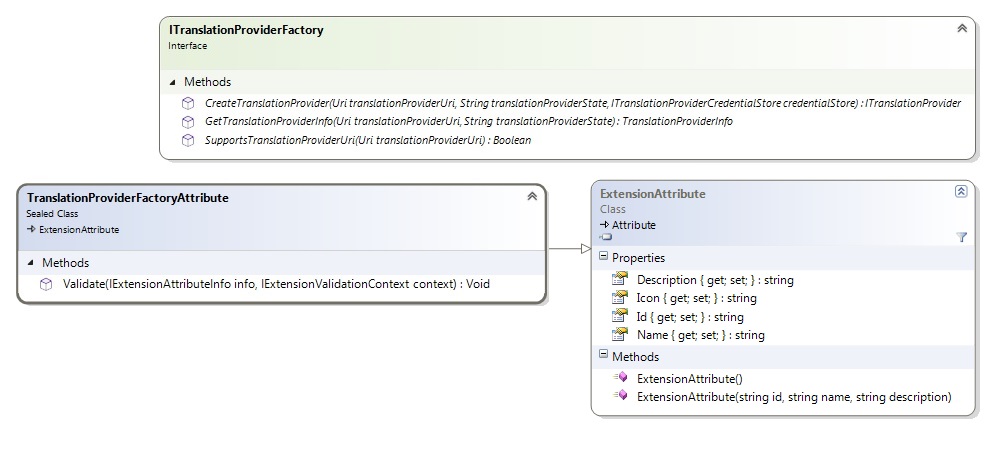 ITranslationProviderFactory
Interface
Methods
CreateTranslationProvider(Uri translationProviderUri, String translationProviderState, ITranslationProviderCredentialStore credentialStore) : ITranslationProvider
GetTranslationProviderInfo(Uri translationProviderUri, String translationProviderState) : TranslationProviderInfo
SupportsTranslationProviderUri(Uri translationProviderUri) : Boolean
TranslationProviderFactoryAttribute
Sealed Class
ExtensionAttribute
Methods
Validate(IExtensionAttributeInfo info, IExtensionValidationContext context) : Void
ExtensionAttribute
Class
Attribute
Properties
Description { get; set; } : string
Icon { get; set; } : string
Id { get; set; } : string
Name { get; set; } : string
Methods
ExtensionAttribute()
ExtensionAttribute(string id, string name, string description)